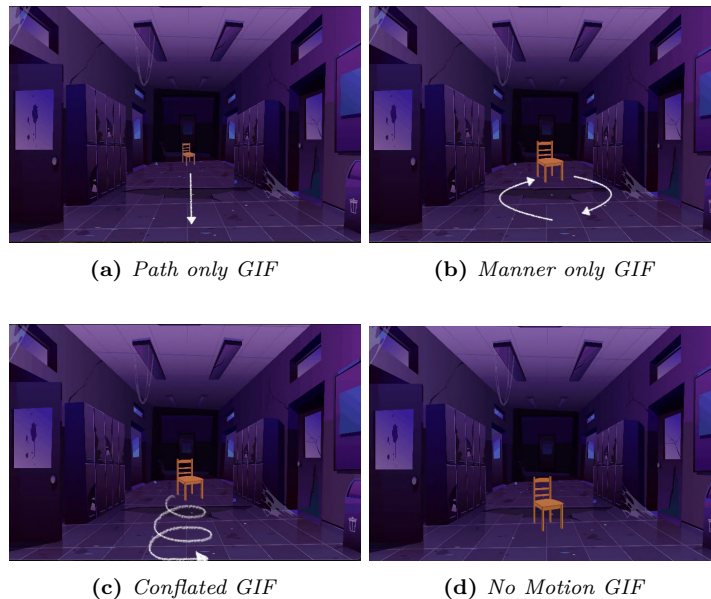 (a) Path only GIF
(b) Manner only GIF
(c) Conflated GIF
(d) No Motion GIF